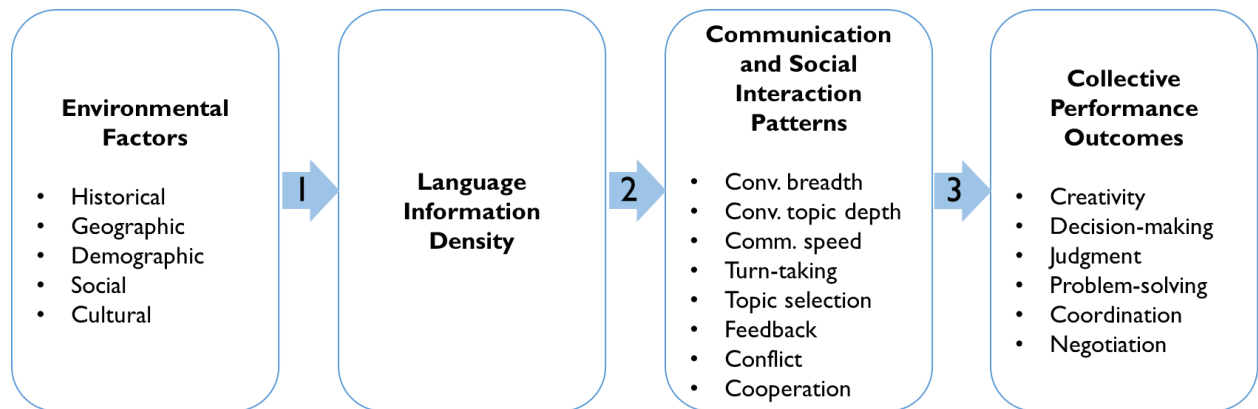 Environmental
Factors
• Historical
• Geographic
• Demographic
• Social
• Cultural
1
Language
Information
Density
2
Communication
and Social
Interaction
Patterns
• Conv. breadth
• Conv. topic depth
• Comm. speed
• Turn-taking
• Topic selection
• Feedback
• Conflict
• Cooperation
3
Collective
Performance
Outcomes
• Creativity
• Decision-making
• Judgment
• Problem-solving
• Coordination
• Negotiation